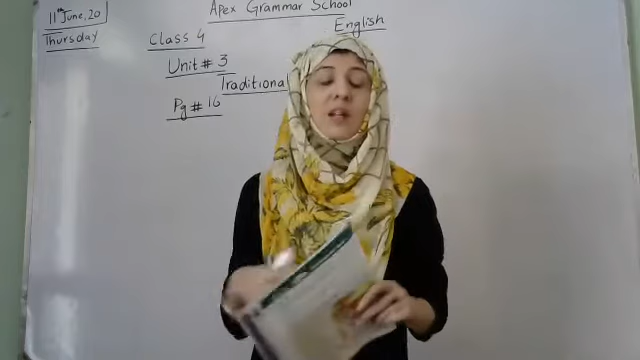 Apex Grammar School
11th June, 20
Thursday
English
Class 4
Unit # 3
Traditional
Pg # 16